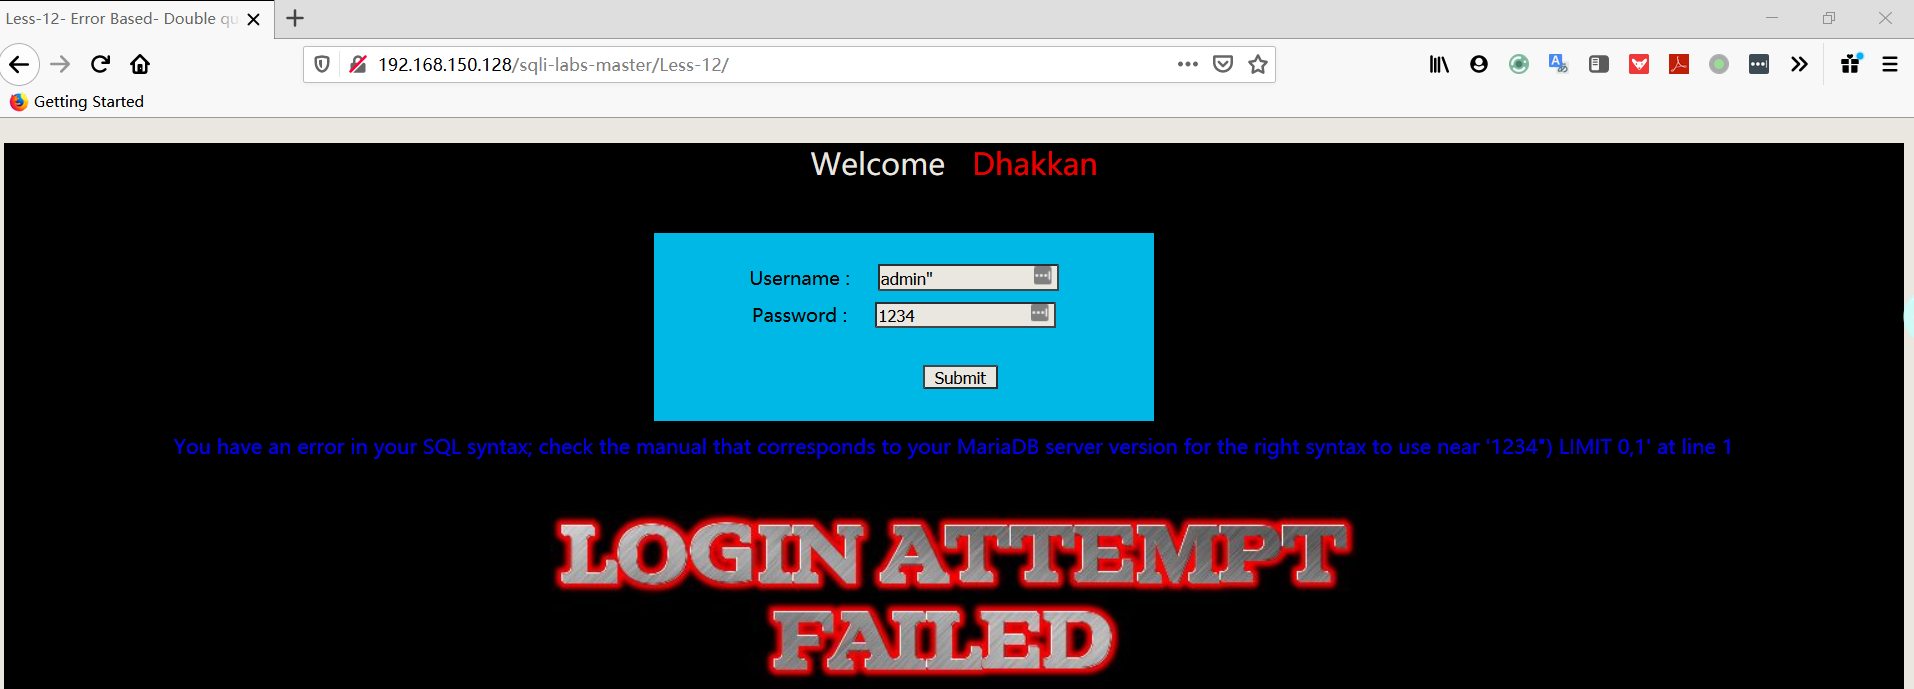 Less-12- Error Based- Double qu
192.168.150.128/sqli-labs-master/Less-12/
Getting Started
Welcome Dhakkan
Username : admin"
Password : 1234
Submit
You have an error in your SQL syntax; check the manual that corresponds to your MariaDB server version for the right syntax to use near '1234") LIMIT 0,1' at line 1
LOGIN ATTEMPT
FAILED